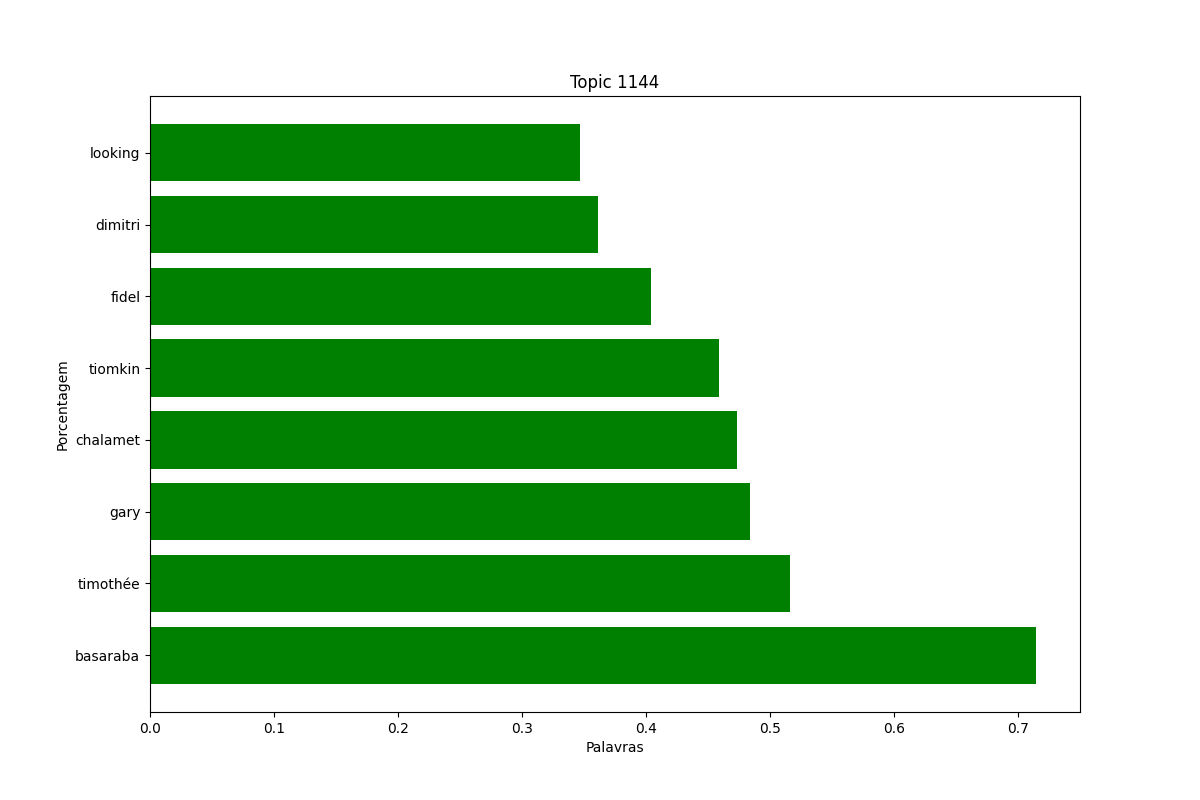 Topic 1144
looking
dimitri
fidel
tiomkin
chalamet
gary
timothée
basaraba
Porcentagem
0.0 0.1 0.2 0.3 0.4 0.5 0.6 0.7
Palavras